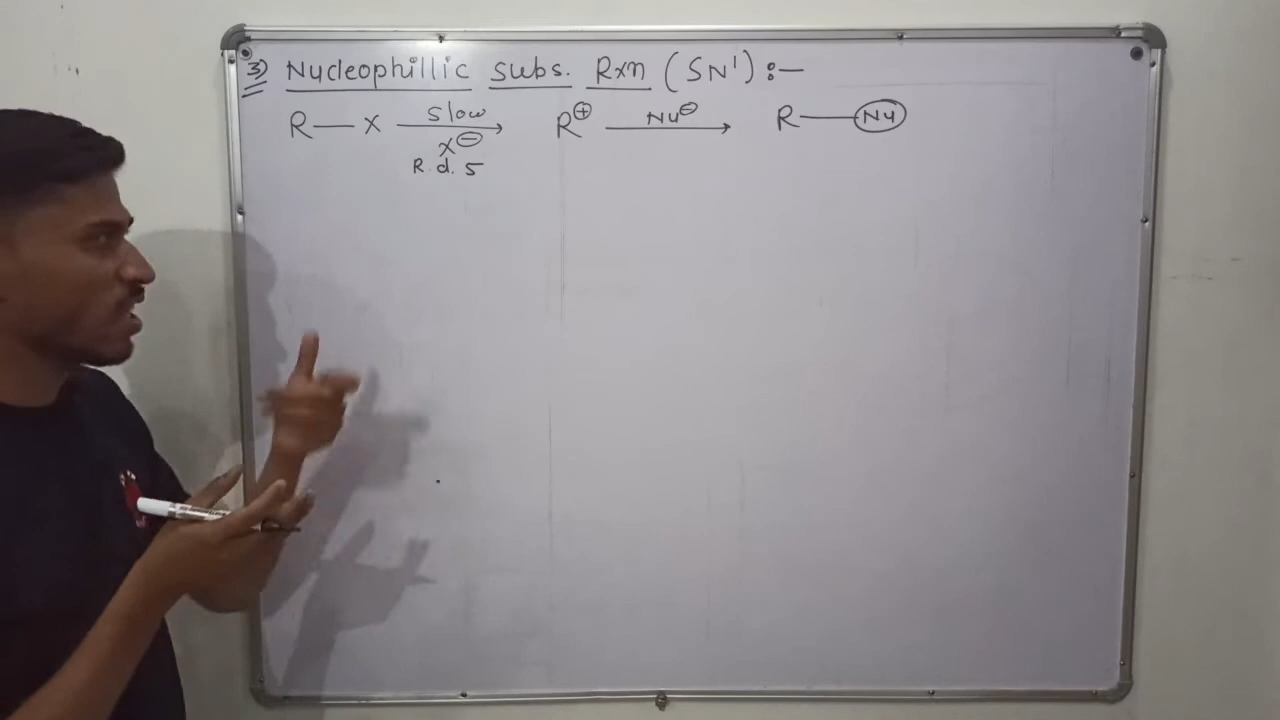 3) Nucleophillic subs. Rxn (SN¹) :-
R — X slow → R⊕ Nu⊖ → R — Nu
X⊖
R. d. S